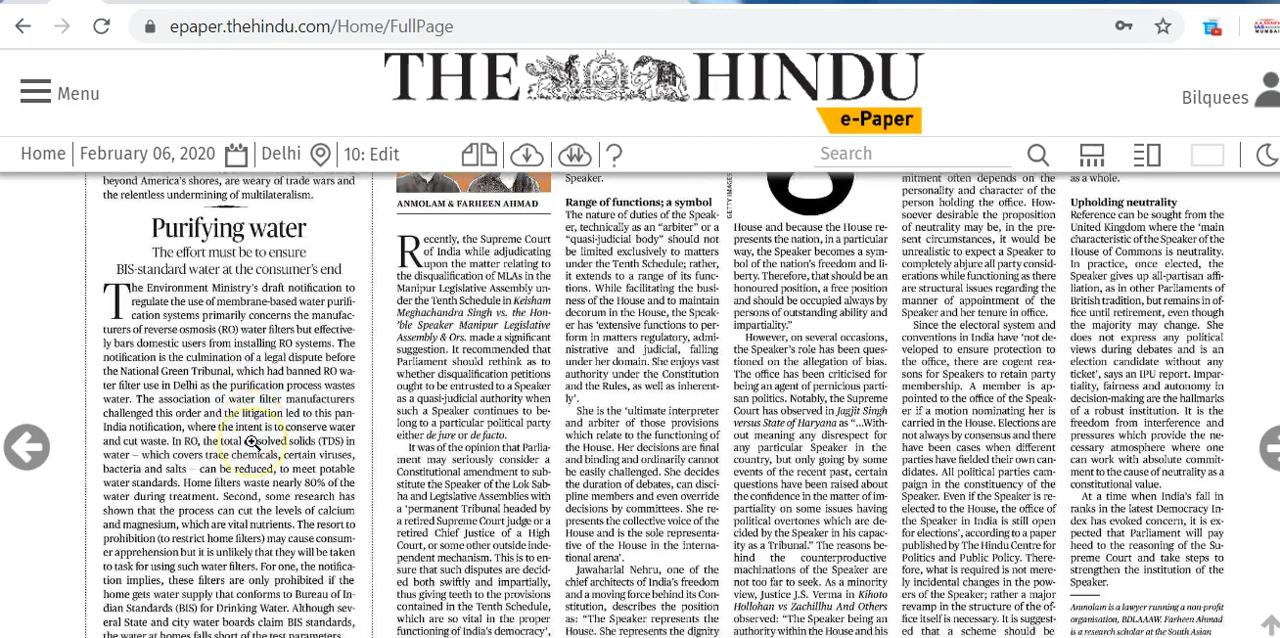 epaper.thehindu.com/Home/FullPage
THE HINDU
e-Paper
Menu
Bilquees
Home
February 06, 2020
Delhi
10: Edit
?
Search
beyond America's shores, are weary of trade wars and
the relentless undermining of multilateralism.
Purifying water
The effort must be to ensure
BIS-standard water at the consumer's end
The Environment Ministry's draft notification to
regulate the use of membrane-based water purifi-
cation systems primarily concerns the manufac-
turers of reverse osmosis (RO) water filters but effective-
ly bars domestic users from installing RO systems. The
notification is the culmination of a legal dispute before
the National Green Tribunal, which had banned RO wa-
ter filter use in Delhi as the purification process wastes
water. The association of water filter manufacturers
challenged this order and the litigation led to this pan-
India notification, where the intent is to conserve water
and cut waste. In RO, the total dissolved solids (TDS) in
water — which covers trace chemicals, certain viruses,
bacteria and salts — can be reduced, to meet potable
water standards. Home filters waste nearly 80% of the
water during treatment. Second, some research has
shown that the process can cut the levels of calcium
and magnesium, which are vital nutrients. The resort to
prohibition (to restrict home filters) may cause consum-
er apprehension but it is unlikely that they will be taken
to task for using such water filters. For one, the notifica-
tion implies, these filters are only prohibited if the
home gets water supply that conforms to Bureau of In-
dian Standards (BIS) for Drinking Water. Although sev-
eral State and city water boards claim BIS standards,
the water at homes falls short of the test parameters.
ANMOLAM & FARHEEN AHMAD
Recently, the Supreme Court
of India while adjudicating
upon the matter relating to
the disqualification of MLAs in the
Manipur Legislative Assembly un-
der the Tenth Schedule in Keisham
Meghachandra Singh vs. the Hon-
'ble Speaker Manipur Legislative
Assembly & Ors. made a significant
suggestion. It recommended that
Parliament should rethink as to
whether disqualification petitions
ought to be entrusted to a Speaker
as a quasi-judicial authority when
such a Speaker continues to be-
long to a particular political party
either de jure or de facto.
It was of the opinion that Parlia-
ment may seriously consider a
Constitutional amendment to sub-
stitute the Speaker of the Lok Sab-
ha and Legislative Assemblies with
a 'permanent Tribunal headed by
a retired Supreme Court judge or a
retired Chief Justice of a High
Court, or some other outside inde-
pendent mechanism. This is to en-
sure that such disputes are decid-
ed both swiftly and impartially,
thus giving teeth to the provisions
contained in the Tenth Schedule,
which are so vital in the proper
functioning of India's democracy',
Speaker.
Range of functions; a symbol
The nature of duties of the Speak-
er, technically as an "arbiter" or a
"quasi-judicial body" should not
be limited exclusively to matters
under the Tenth Schedule; rather,
it extends to a range of its func-
tions. While facilitating the busi-
ness of the House and to maintain
decorum in the House, the Speak-
er has 'extensive functions to per-
form in matters regulatory, admi-
nistrative and judicial, falling
under her domain. She enjoys vast
authority under the Constitution
and the Rules, as well as inherent-
ly'.
She is the 'ultimate interpreter
and arbiter of those provisions
which relate to the functioning of
the House. Her decisions are final
and binding and ordinarily cannot
be easily challenged. She decides
the duration of debates, can disci-
pline members and even override
decisions by committees. She rep-
resents the collective voice of the
House and is the sole representa-
tive of the House in the interna-
tional arena'.
Jawaharlal Nehru, one of the
chief architects of India's freedom
and a moving force behind its Con-
stitution, describes the position
as: "The Speaker represents the
House. She represents the dignity
GETTY IMAGES
House and because the House re-
presents the nation, in a particular
way, the Speaker becomes a sym-
bol of the nation's freedom and li-
berty. Therefore, that should be an
honoured position, a free position
and should be occupied always by
persons of outstanding ability and
impartiality."
However, on several occasions,
the Speaker's role has been ques-
tioned on the allegation of bias.
The office has been criticised for
being an agent of pernicious parti-
san politics. Notably, the Supreme
Court has observed in Jagjit Singh
versus State of Haryana as "...With-
out meaning any disrespect for
any particular Speaker in the
country, but only going by some
events of the recent past, certain
questions have been raised about
the confidence in the matter of im-
partiality on some issues having
political overtones which are de-
cided by the Speaker in his capac-
ity as a Tribunal." The reasons be-
hind the counterproductive
machinations of the Speaker are
not too far to seek. As a minority
view, Justice J.S. Verma in Kihoto
Hollohan vs Zachillhu And Others
observed: "The Speaker being an
authority within the House and his
mitment often depends on the
personality and character of the
person holding the office. How-
soever desirable the proposition
of neutrality may be, in the pre-
sent circumstances, it would be
unrealistic to expect a Speaker to
completely abjure all party consid-
erations while functioning as there
are structural issues regarding the
manner of appointment of the
Speaker and her tenure in office.
Since the electoral system and
conventions in India have 'not de-
veloped to ensure protection to
the office, there are cogent rea-
sons for Speakers to retain party
membership. A member is ap-
pointed to the office of the Speak-
er if a motion nominating her is
carried in the House. Elections are
not always by consensus and there
have been cases when different
parties have fielded their own can-
didates. All political parties cam-
paign in the constituency of the
Speaker. Even if the Speaker is re-
elected to the House, the office of
the Speaker in India is still open
for elections', according to a paper
published by The Hindu Centre for
Politics and Public Policy. There-
fore, what is required is not mere-
ly incidental changes in the pow-
ers of the Speaker; rather a major
revamp in the structure of the of-
fice itself is necessary. It is suggest-
ed that a scheme should be
as a whole.
Upholding neutrality
Reference can be sought from the
United Kingdom where the 'main
characteristic of the Speaker of the
House of Commons is neutrality.
In practice, once elected, the
Speaker gives up all-partisan affi-
liation, as in other Parliaments of
British tradition, but remains in of-
fice until retirement, even though
the majority may change. She
does not express any political
views during debates and is an
election candidate without any
ticket', says an IPU report. Impar-
tiality, fairness and autonomy in
decision-making are the hallmarks
of a robust institution. It is the
freedom from interference and
pressures which provide the ne-
cessary atmosphere where one
can work with absolute commit-
ment to the cause of neutrality as a
constitutional value.
At a time when India's fall in
ranks in the latest Democracy In-
dex has evoked concern, it is ex-
pected that Parliament will pay
heed to the reasoning of the Su-
preme Court and take steps to
strengthen the institution of the
Speaker.
Anmolam is a lawyer running a non-profit
organisation, BDLAAAW. Farheen Ahmad
is a research scholar at the South Asian